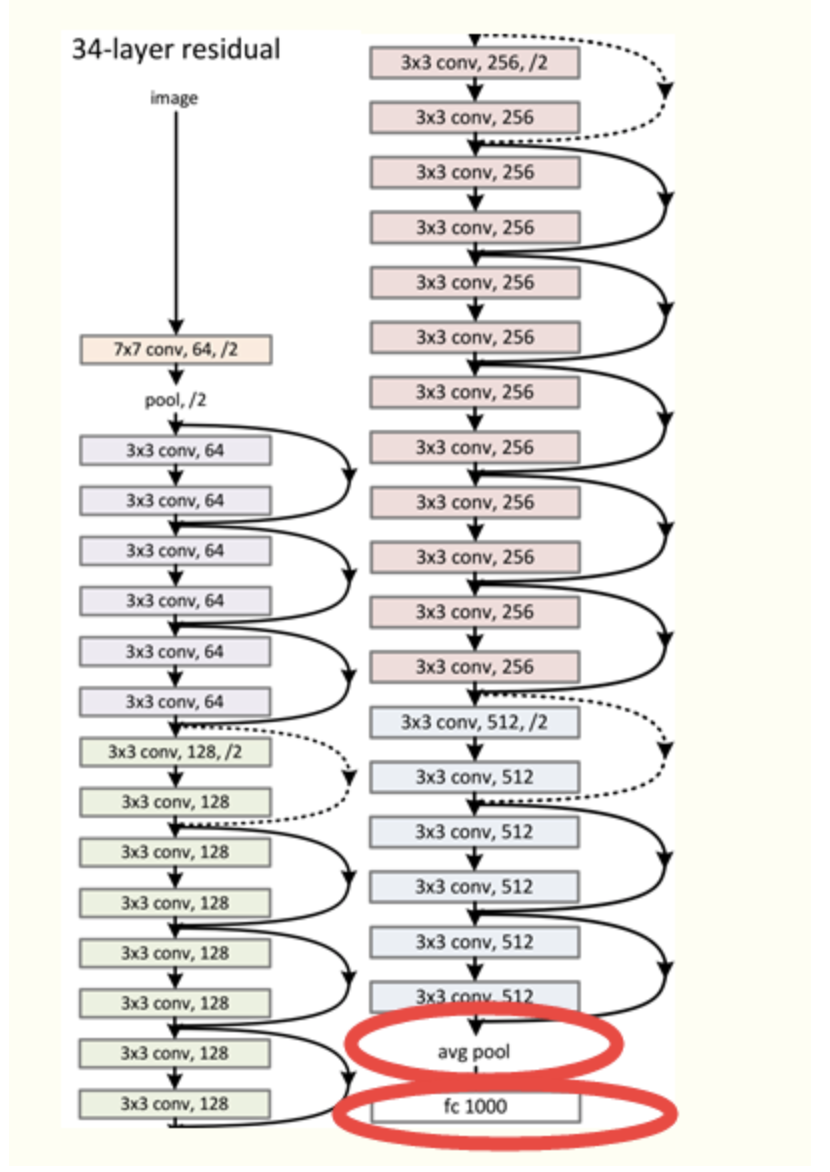 34-layer residual
image
7x7 conv, 64, /2
pool, /2
3x3 conv, 64
3x3 conv, 64
3x3 conv, 64
3x3 conv, 64
3x3 conv, 64
3x3 conv, 64
3x3 conv, 128, /2
3x3 conv, 128
3x3 conv, 128
3x3 conv, 128
3x3 conv, 128
3x3 conv, 128
3x3 conv, 128
3x3 conv, 128
3x3 conv, 256, /2
3x3 conv, 256
3x3 conv, 256
3x3 conv, 256
3x3 conv, 256
3x3 conv, 256
3x3 conv, 256
3x3 conv, 256
3x3 conv, 256
3x3 conv, 256
3x3 conv, 256
3x3 conv, 256
3x3 conv, 512, /2
3x3 conv, 512
3x3 conv, 512
3x3 conv, 512
3x3 conv, 512
3x3 conv, 512
avg pool
fc 1000